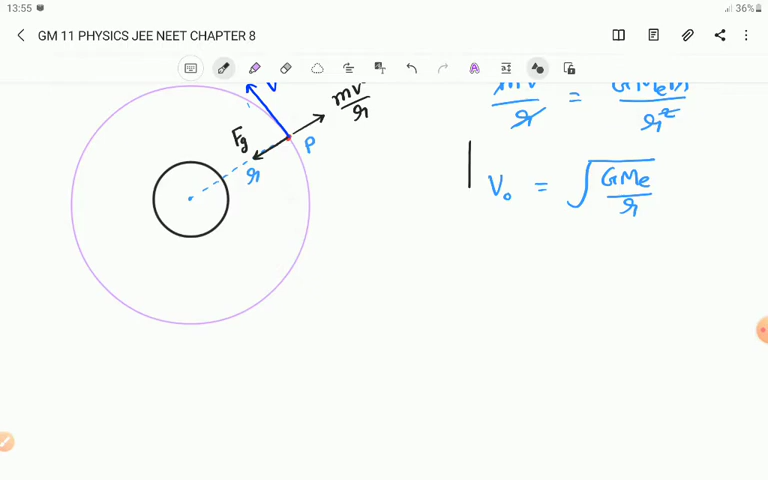 13:55
36%
GM 11 PHYSICS JEE NEET CHAPTER 8
V
mv²/r
Fg
P
r
mv²/r = GMem/r²
V₀ = √(GMe/r)